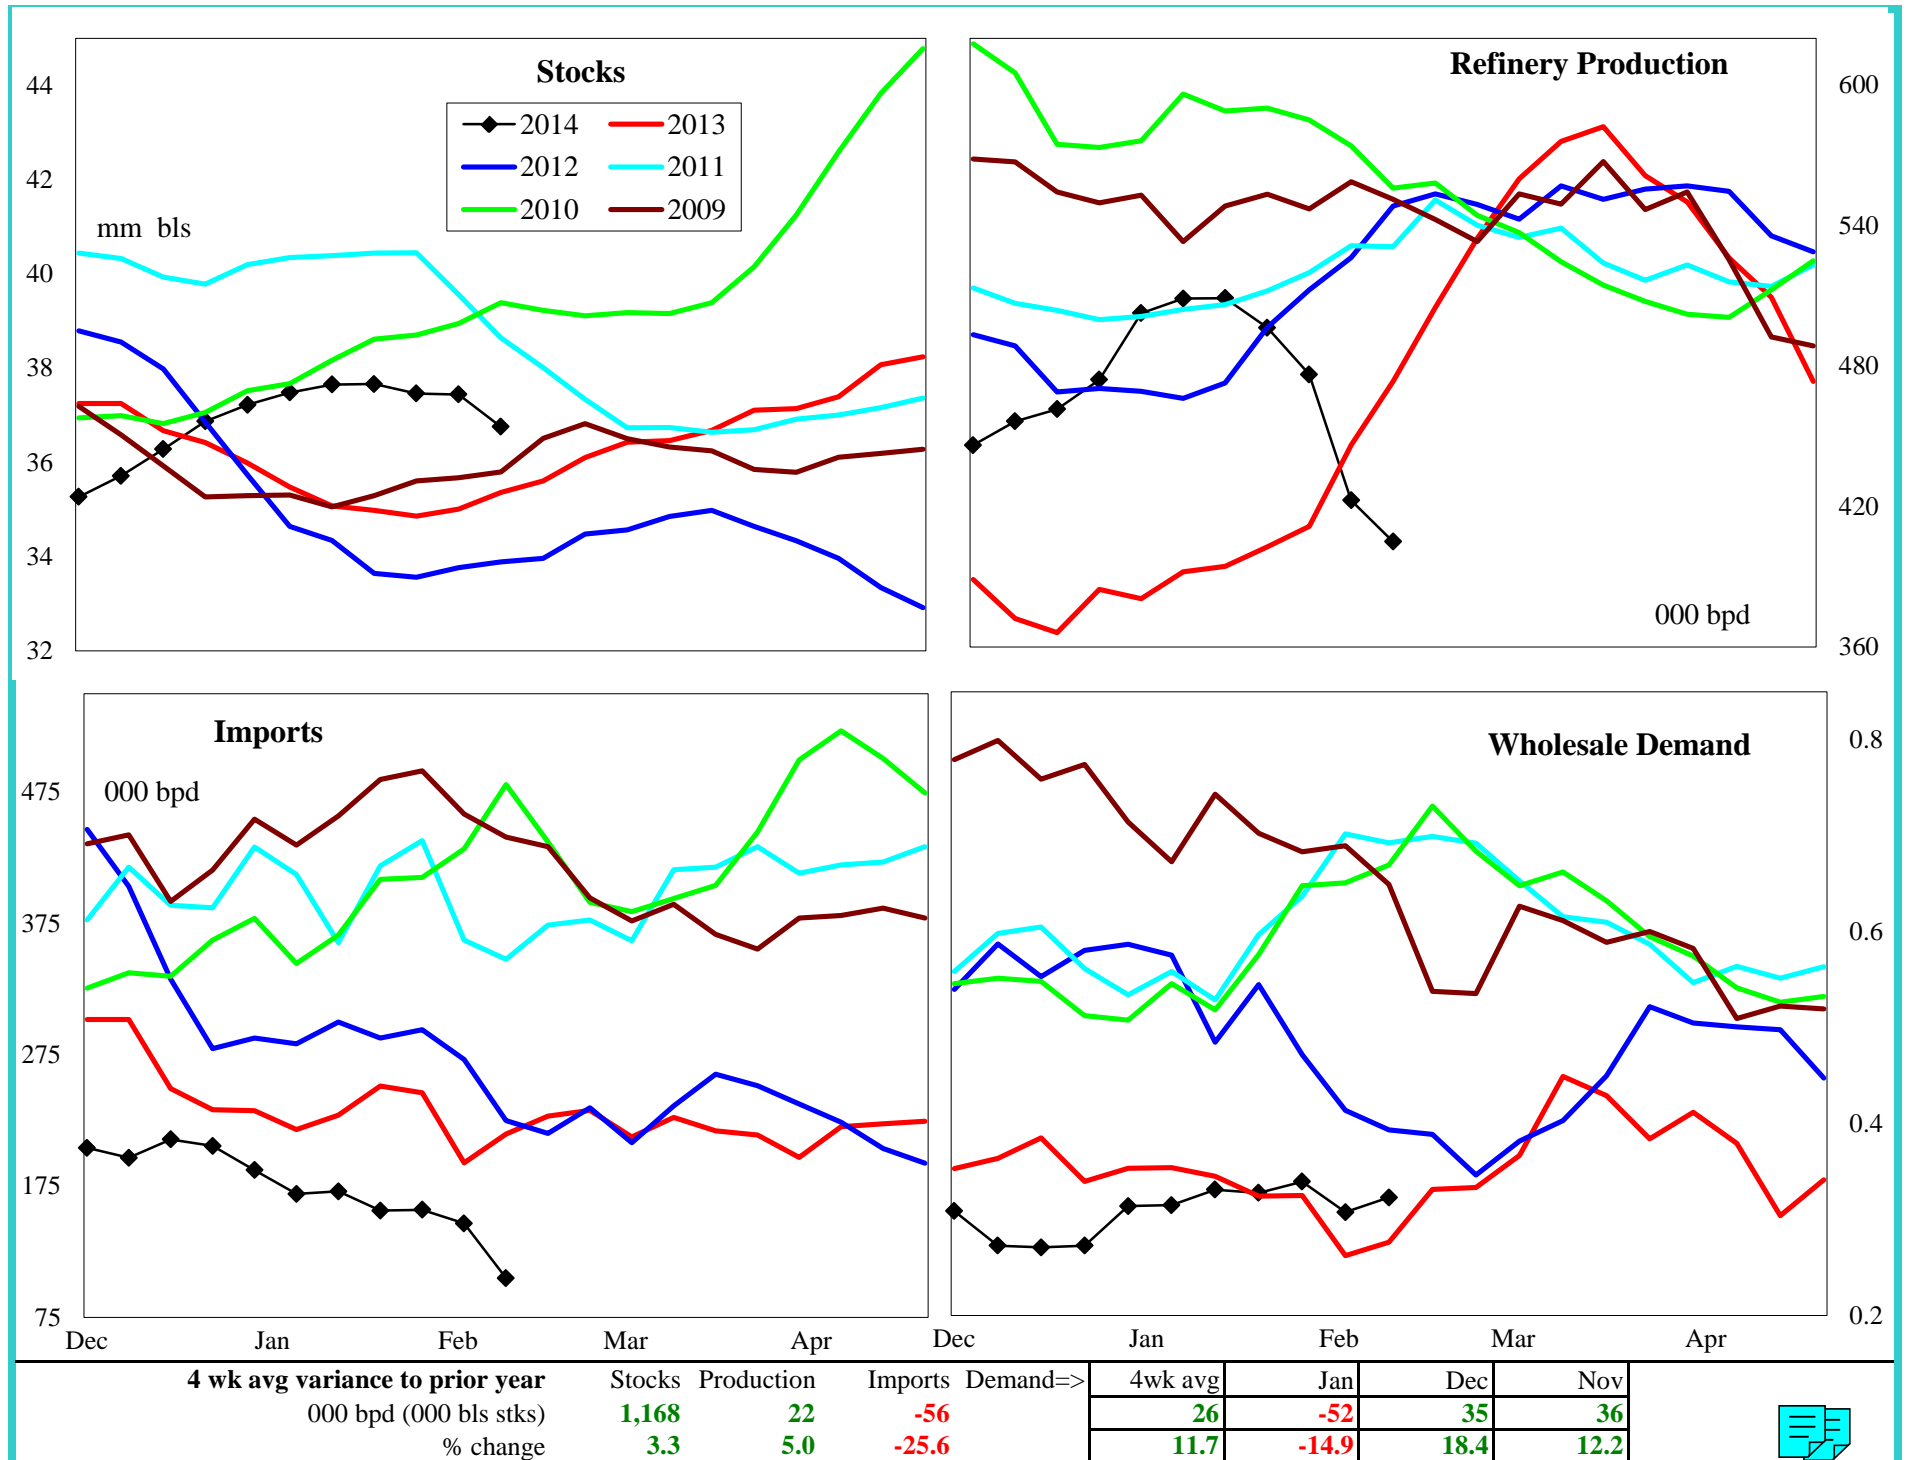 Stocks
44
42
40
38
36
34
32
mm bls
2014 2013
2012 2011
2010 2009
Refinery Production
600
540
480
420
360
000 bpd
Imports
000 bpd
475
375
275
175
75
Dec Jan Feb Mar Apr
Wholesale Demand
0.8
0.6
0.4
0.2
Dec Jan Feb Mar Apr
4 wk avg variance to prior year Stocks Production Imports Demand=> 4wk avg Jan Dec Nov
000 bpd (000 bls stks) 1,168 22 -56 26 -52 35 36
% change 3.3 5.0 -25.6 11.7 -14.9 18.4 12.2